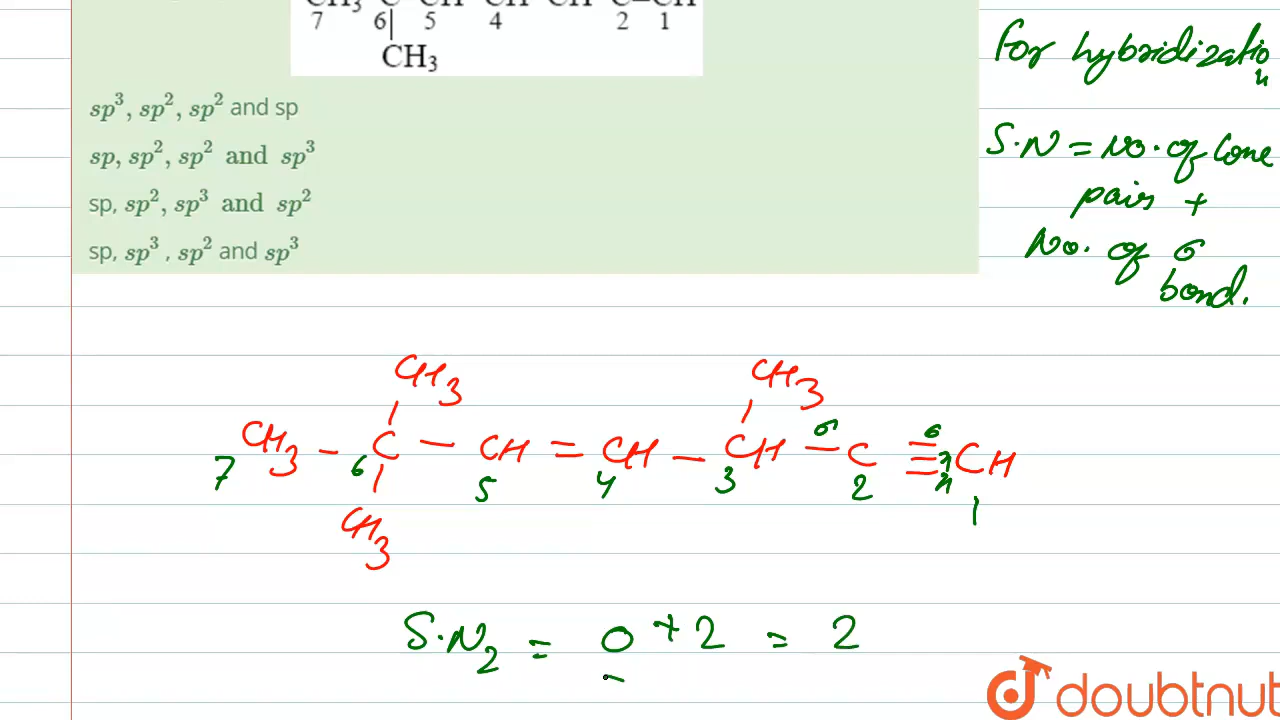 7 6| 5 4 2 1
CH₃
sp³, sp², sp² and sp
sp, sp², sp² and sp³
sp, sp², sp³ and sp²
sp, sp³ , sp² and sp³
For hybridization
S.N = No. of lone
pairs +
No. of σ
bond.
CH₃ CH₃
CH₃ – C – CH = CH – CH – C ≡ CH
σ σ π π
7 6 5 4 3 2 1
CH₃
S.N₂ = 0 + 2 = 2
doubtnut